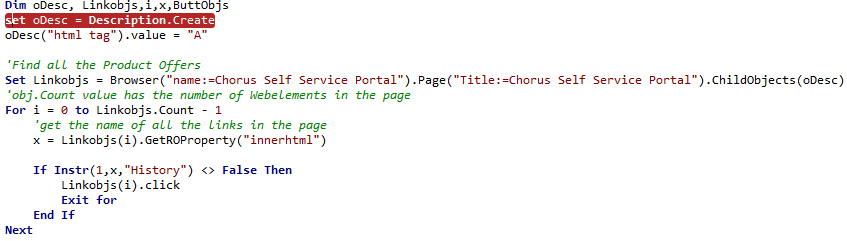 Dim oDesc, Linkobjs,i,x,ButtObjs
set oDesc = Description.Create
oDesc("html tag").value = "A"
'Find all the Product Offers
Set Linkobjs = Browser("name:=Chorus Self Service Portal").Page("Title:=Chorus Self Service Portal").ChildObjects(oDesc)
'obj.Count value has the number of Webelements in the page
For i = 0 to Linkobjs.Count - 1
'get the name of all the links in the page
x = Linkobjs(i).GetROProperty("innerhtml")
If Instr(1,x,"History") <> False Then
Linkobjs(i).click
Exit for
End If
Next